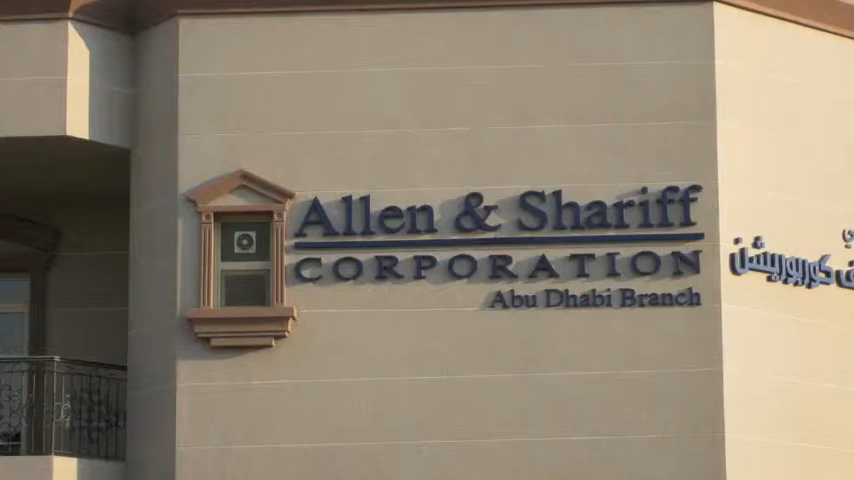 Allen & Shariff
CORPORATION
Abu Dhabi Branch
كوربوريشن